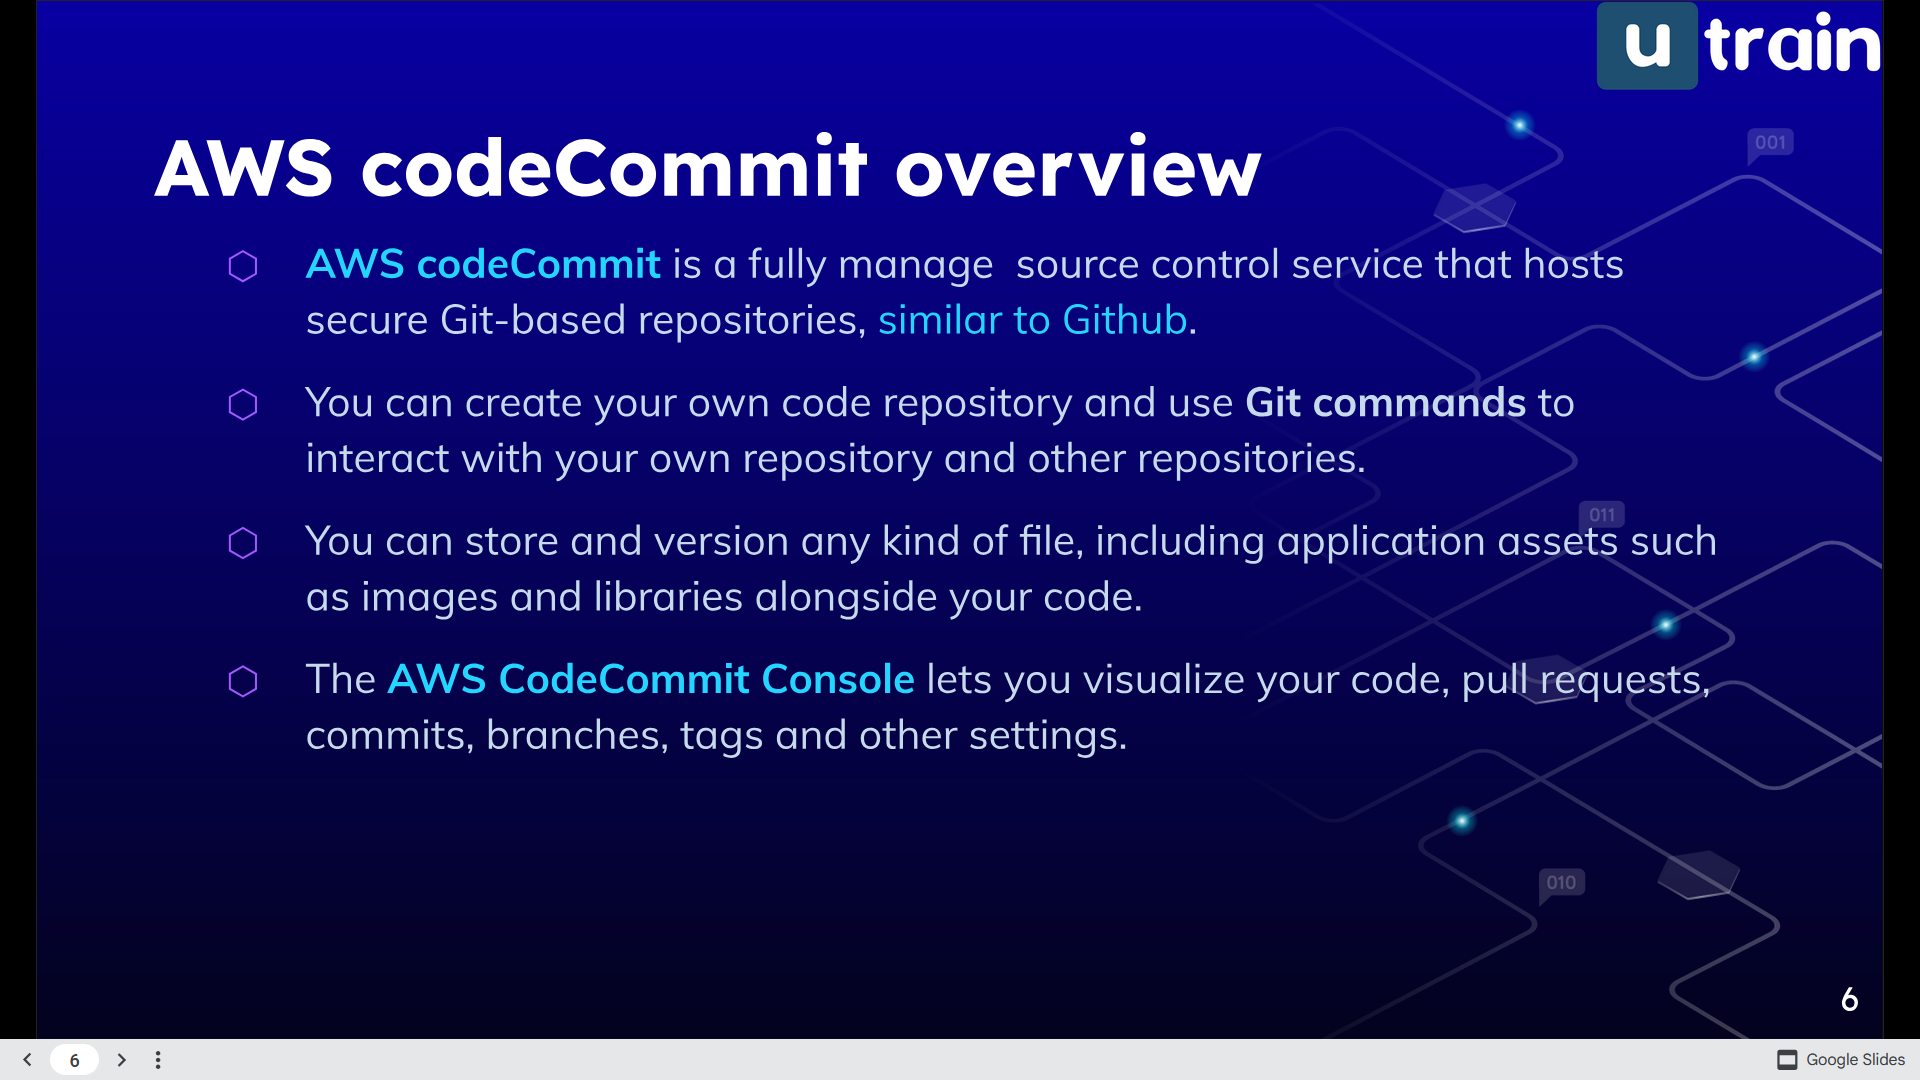 u train
001
AWS codeCommit overview
AWS codeCommit is a fully manage  source control service that hosts
secure Git-based repositories, similar to Github.
You can create your own code repository and use Git commands to
interact with your own repository and other repositories.
011
You can store and version any kind of file, including application assets such
as images and libraries alongside your code.
The AWS CodeCommit Console lets you visualize your code, pull requests,
commits, branches, tags and other settings.
010
6
6
Google Slides